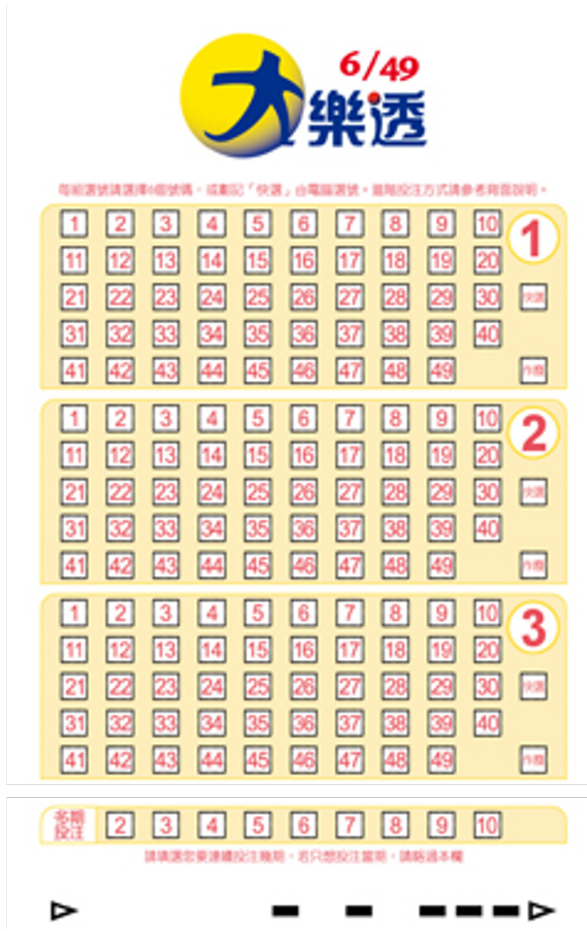 6/49
大樂透
每組選號請選擇6個號碼，或劃記「快選」由電腦選號。進階投注方式請參考背面說明。
1 2 3 4 5 6 7 8 9 10 1
11 12 13 14 15 16 17 18 19 20
21 22 23 24 25 26 27 28 29 30 快選
31 32 33 34 35 36 37 38 39 40
41 42 43 44 45 46 47 48 49 作廢
1 2 3 4 5 6 7 8 9 10 2
11 12 13 14 15 16 17 18 19 20
21 22 23 24 25 26 27 28 29 30 快選
31 32 33 34 35 36 37 38 39 40
41 42 43 44 45 46 47 48 49 作廢
1 2 3 4 5 6 7 8 9 10 3
11 12 13 14 15 16 17 18 19 20
21 22 23 24 25 26 27 28 29 30 快選
31 32 33 34 35 36 37 38 39 40
41 42 43 44 45 46 47 48 49 作廢
多期投注 2 3 4 5 6 7 8 9 10
請填選您要連續投注幾期，若只想投注當期，請略過本欄